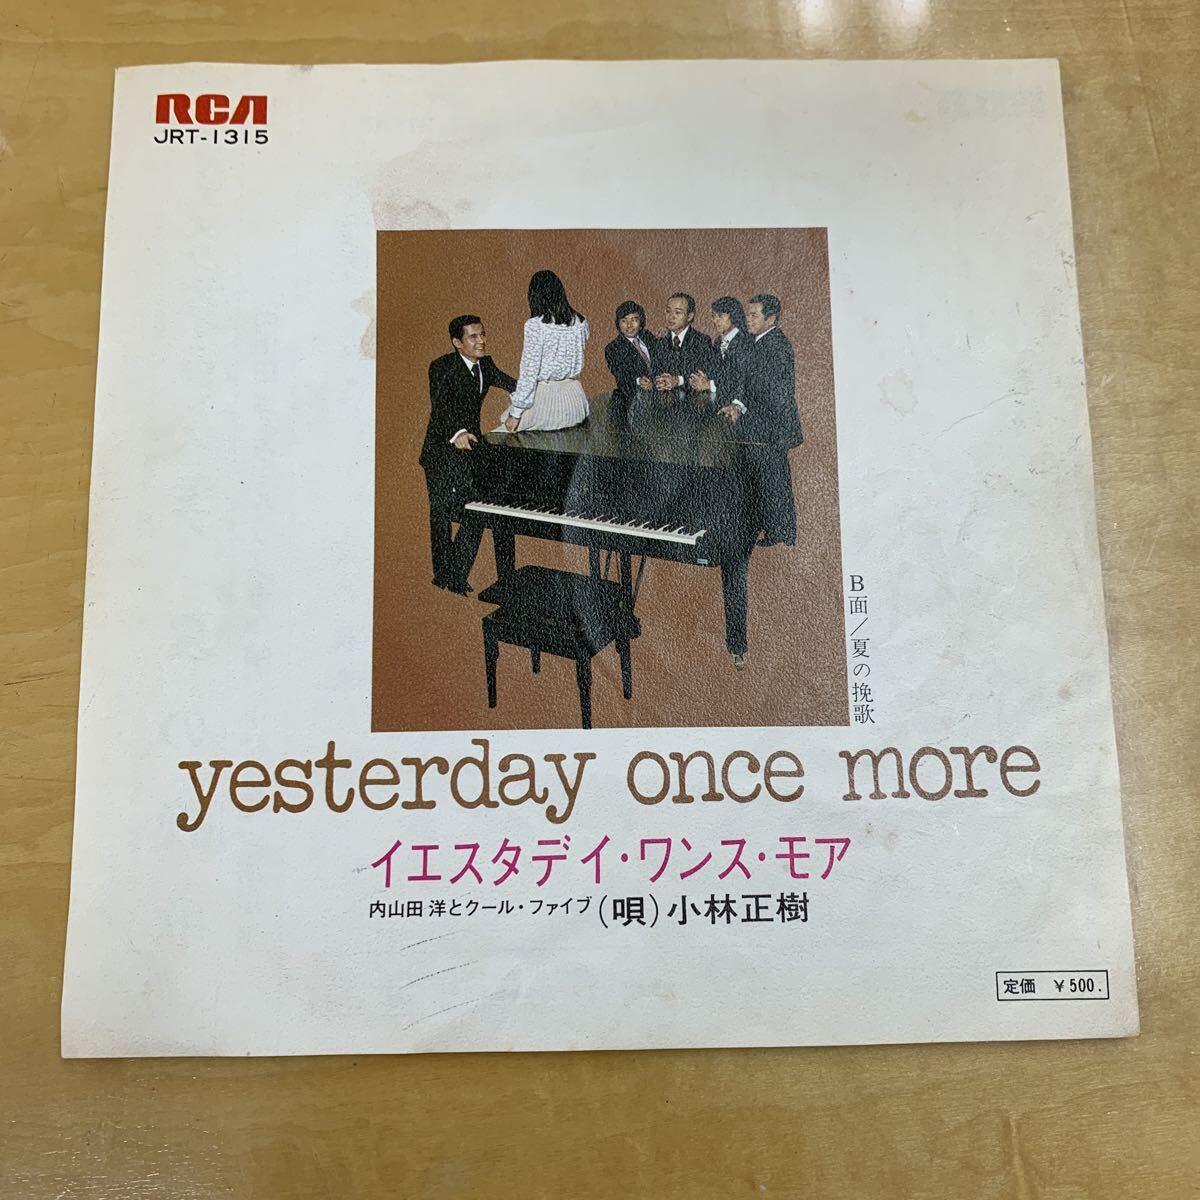 RCA
JRT-1315
B面/夏の挽歌
yesterday once more
イエスタデイ・ワンス・モア
内山田 洋とクール・ファイブ (唄) 小林正樹
定価 ¥500.